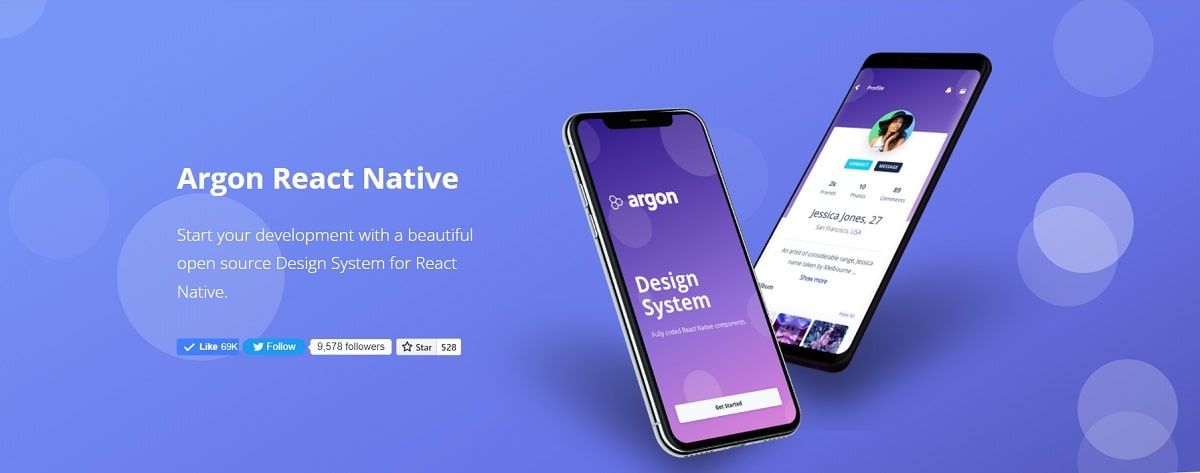 Argon React Native
Start your development with a beautiful
open source Design System for React
Native.
Like 69K
Follow
9,578 followers
Star
528
argon
Design
System
Fully coded React Native components.
Get Started
Profile
CONNECT
MESSAGE
2k
Friends
10
Photos
89
Comments
Jessica Jones, 27
San Francisco, USA
An artist of considerable range, Jessica
name taken by Melbourne ...
Show more
Album
View All